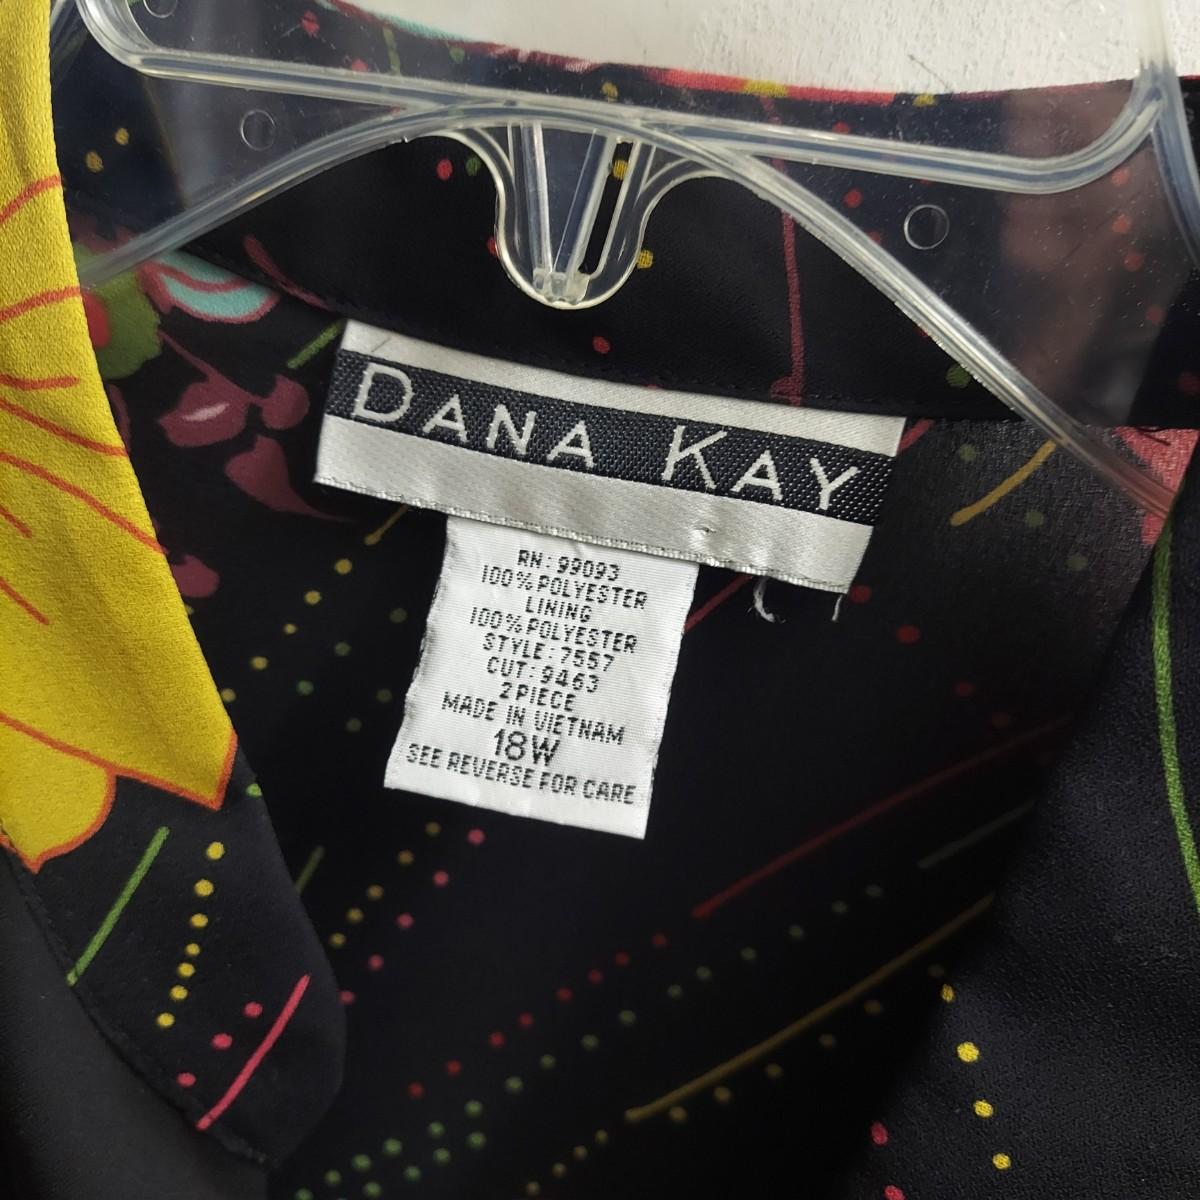 DANA KAY
RN: 99093
100% POLYESTER
LINING
100% POLYESTER
STYLE: 7557
CUT: 9463
2 PIECE
MADE IN VIETNAM
18W
SEE REVERSE FOR CARE